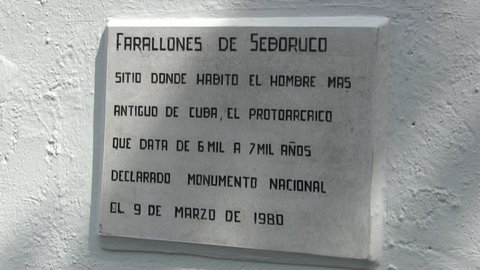 FARALLONES DE SEBORUCO
SITIO DONDE HABITO EL HOMBRE MAS
ANTIGUO DE CUBA, EL PROTOARCAICO
QUE DATA DE 6 MIL A 7 MIL AÑOS
DECLARADO MONUMENTO NACIONAL
EL 9 DE MARZO DE 1980